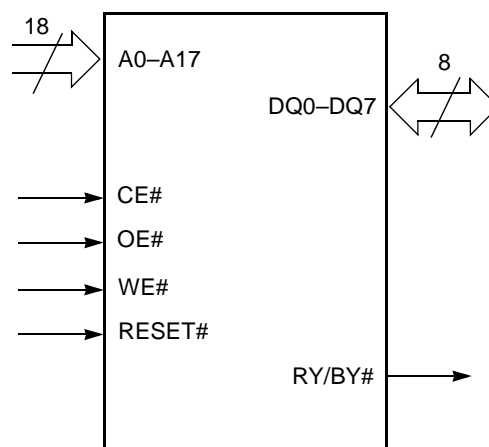 18
A0–A17
8
DQ0–DQ7
CE#
OE#
WE#
RESET#
RY/BY#